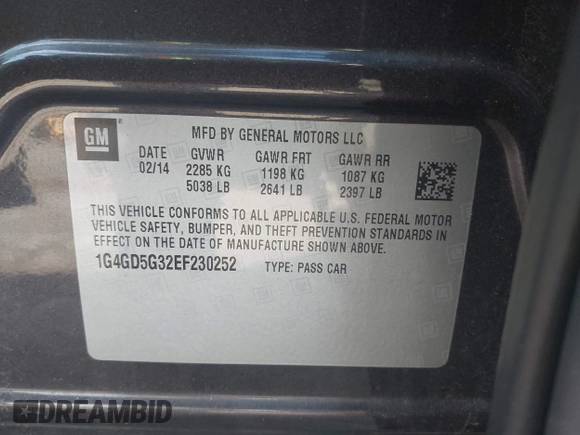 GM
MFD BY GENERAL MOTORS LLC
DATE GVWR GAWR FRT GAWR RR
02/14 2285 KG 1198 KG 1087 KG
5038 LB 2641 LB 2397 LB
THIS VEHICLE CONFORMS TO ALL APPLICABLE U.S. FEDERAL MOTOR
VEHICLE SAFETY, BUMPER, AND THEFT PREVENTION STANDARDS IN
EFFECT ON THE DATE OF MANUFACTURE SHOWN ABOVE.
1G4GD5G32EF230252 TYPE: PASS CAR
DREAMBID